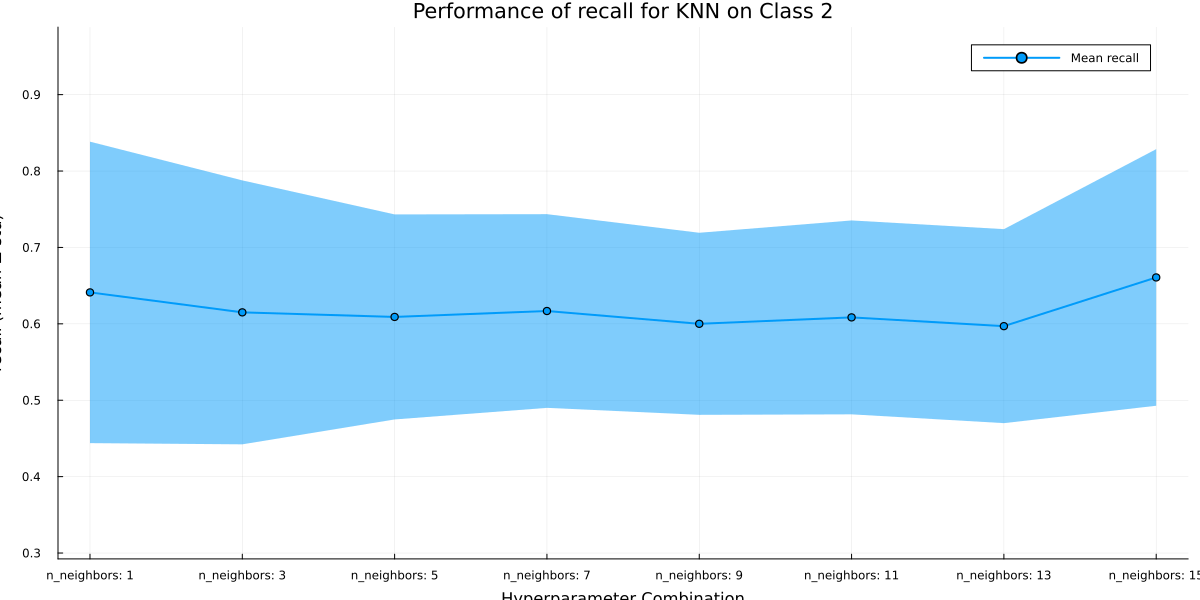 Performance of recall for KNN on Class 2
Mean recall
0.9
0.8
0.7
0.6
0.5
0.4
0.3
n_neighbors: 1
n_neighbors: 3
n_neighbors: 5
n_neighbors: 7
n_neighbors: 9
n_neighbors: 11
n_neighbors: 13
n_neighbors: 15
Hyperparameter Combination